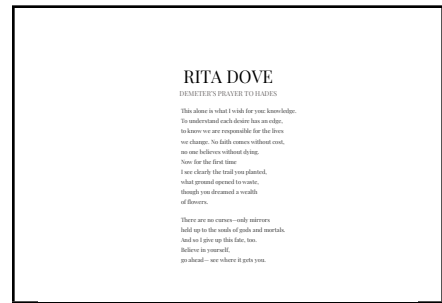 RITA DOVE
DEMETER'S PRAYER TO HADES
This alone is what I wish for you: knowledge.
To understand each desire has an edge,
to know we are responsible for the lives
we change. No faith comes without cost,
no one believes without dying.
Now for the first time
I see clearly the trail you planted,
what ground opened to waste,
though you dreamed a wealth
of flowers.
There are no curses—only mirrors
held up to the souls of gods and mortals.
And so I give up this fate, too.
Believe in yourself,
go ahead— see where it gets you.